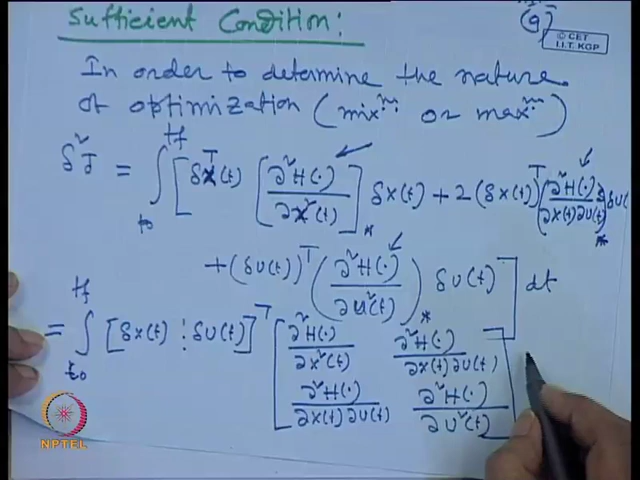 Sufficient Condition:
(9)
© CET
I.I.T. KGP
In order to determine the nature
of optimization (mix^m or max^m)
δ²J = ∫_{t0}^{tf} [δx^T(t) [∂²H(·)/∂x²(t)]_* δx(t) + 2(δx(t))^T (∂²H(·)/∂x(t)∂u(t))_* δu(
+ (δu(t))^T (∂²H(·)/∂u²(t))_* δu(t)] dt
= ∫_{t0}^{tf} [δx(t) ⋮ δu(t)]^T [∂²H(·)/∂x²(t) ∂²H(·)/∂x(t)∂u(t)
∂²H(·)/∂x(t)∂u(t) ∂²H(·)/∂u²(t)]
NPTEL